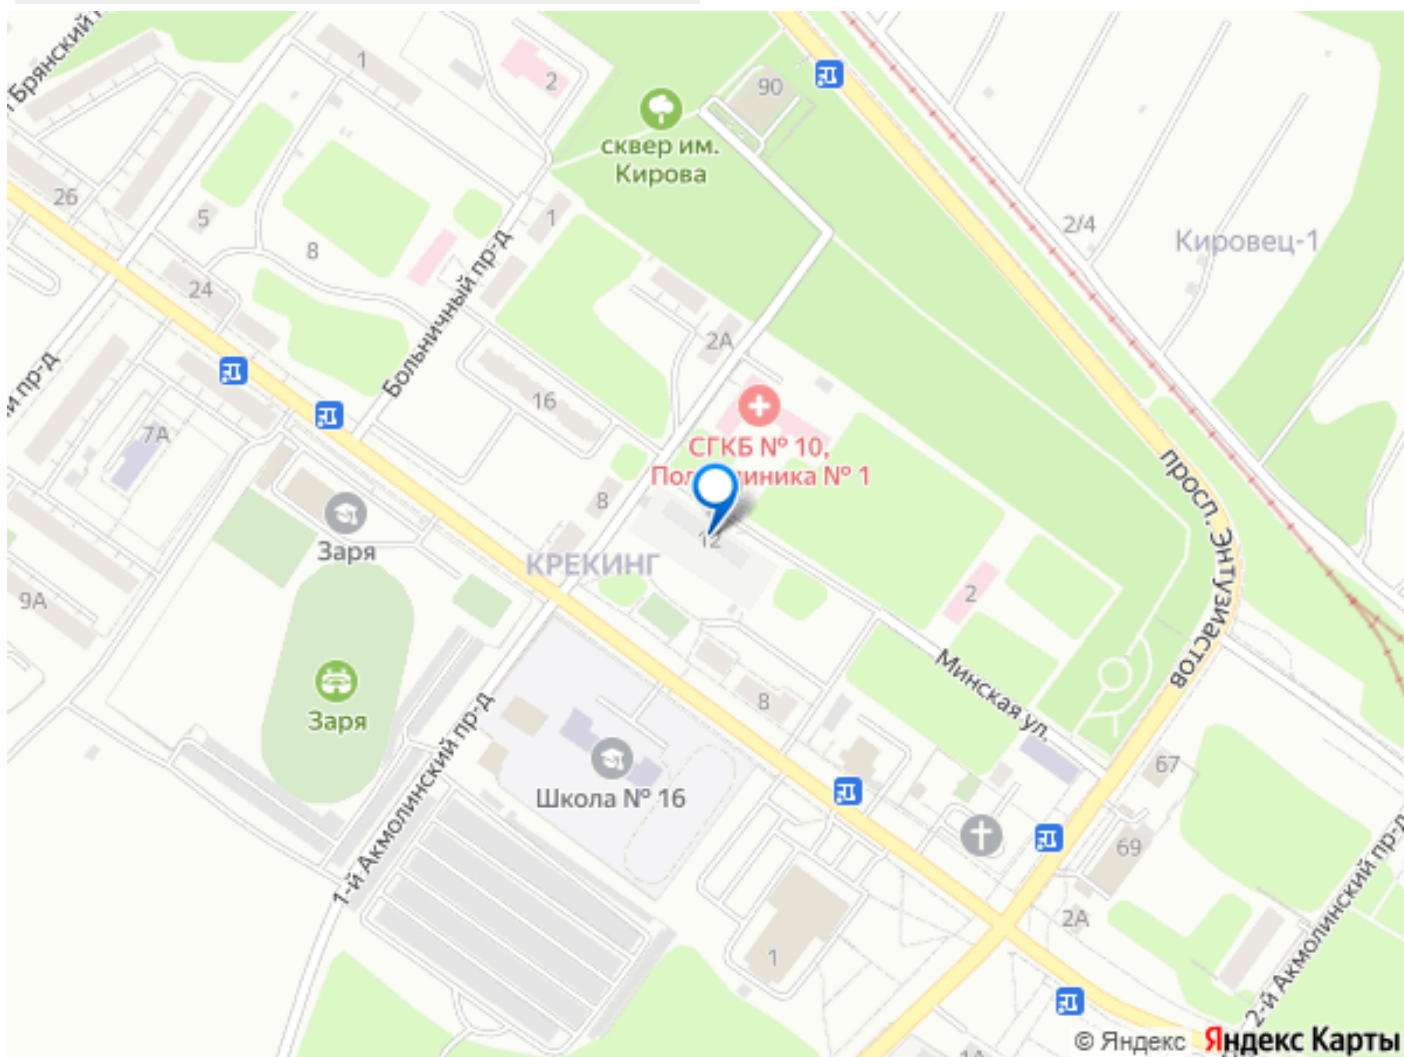 Брянский п
1
2
90
сквер им.
Кирова
26
5
8
1
2/4
Кировец-1
24
Больничный пр-д
2А
й пр-д
16
7А
СГКБ № 10,
Пол иника № 1
просп. Энтузиастов
8
12
Заря
КРЕКИНГ
9А
2
Минская ул.
Заря
8
1-й Акмолинский пр-д
67
Школа № 16
69
2А
2-й Акмолинский пр-д
1
1А
© Яндекс Яндекс Карты